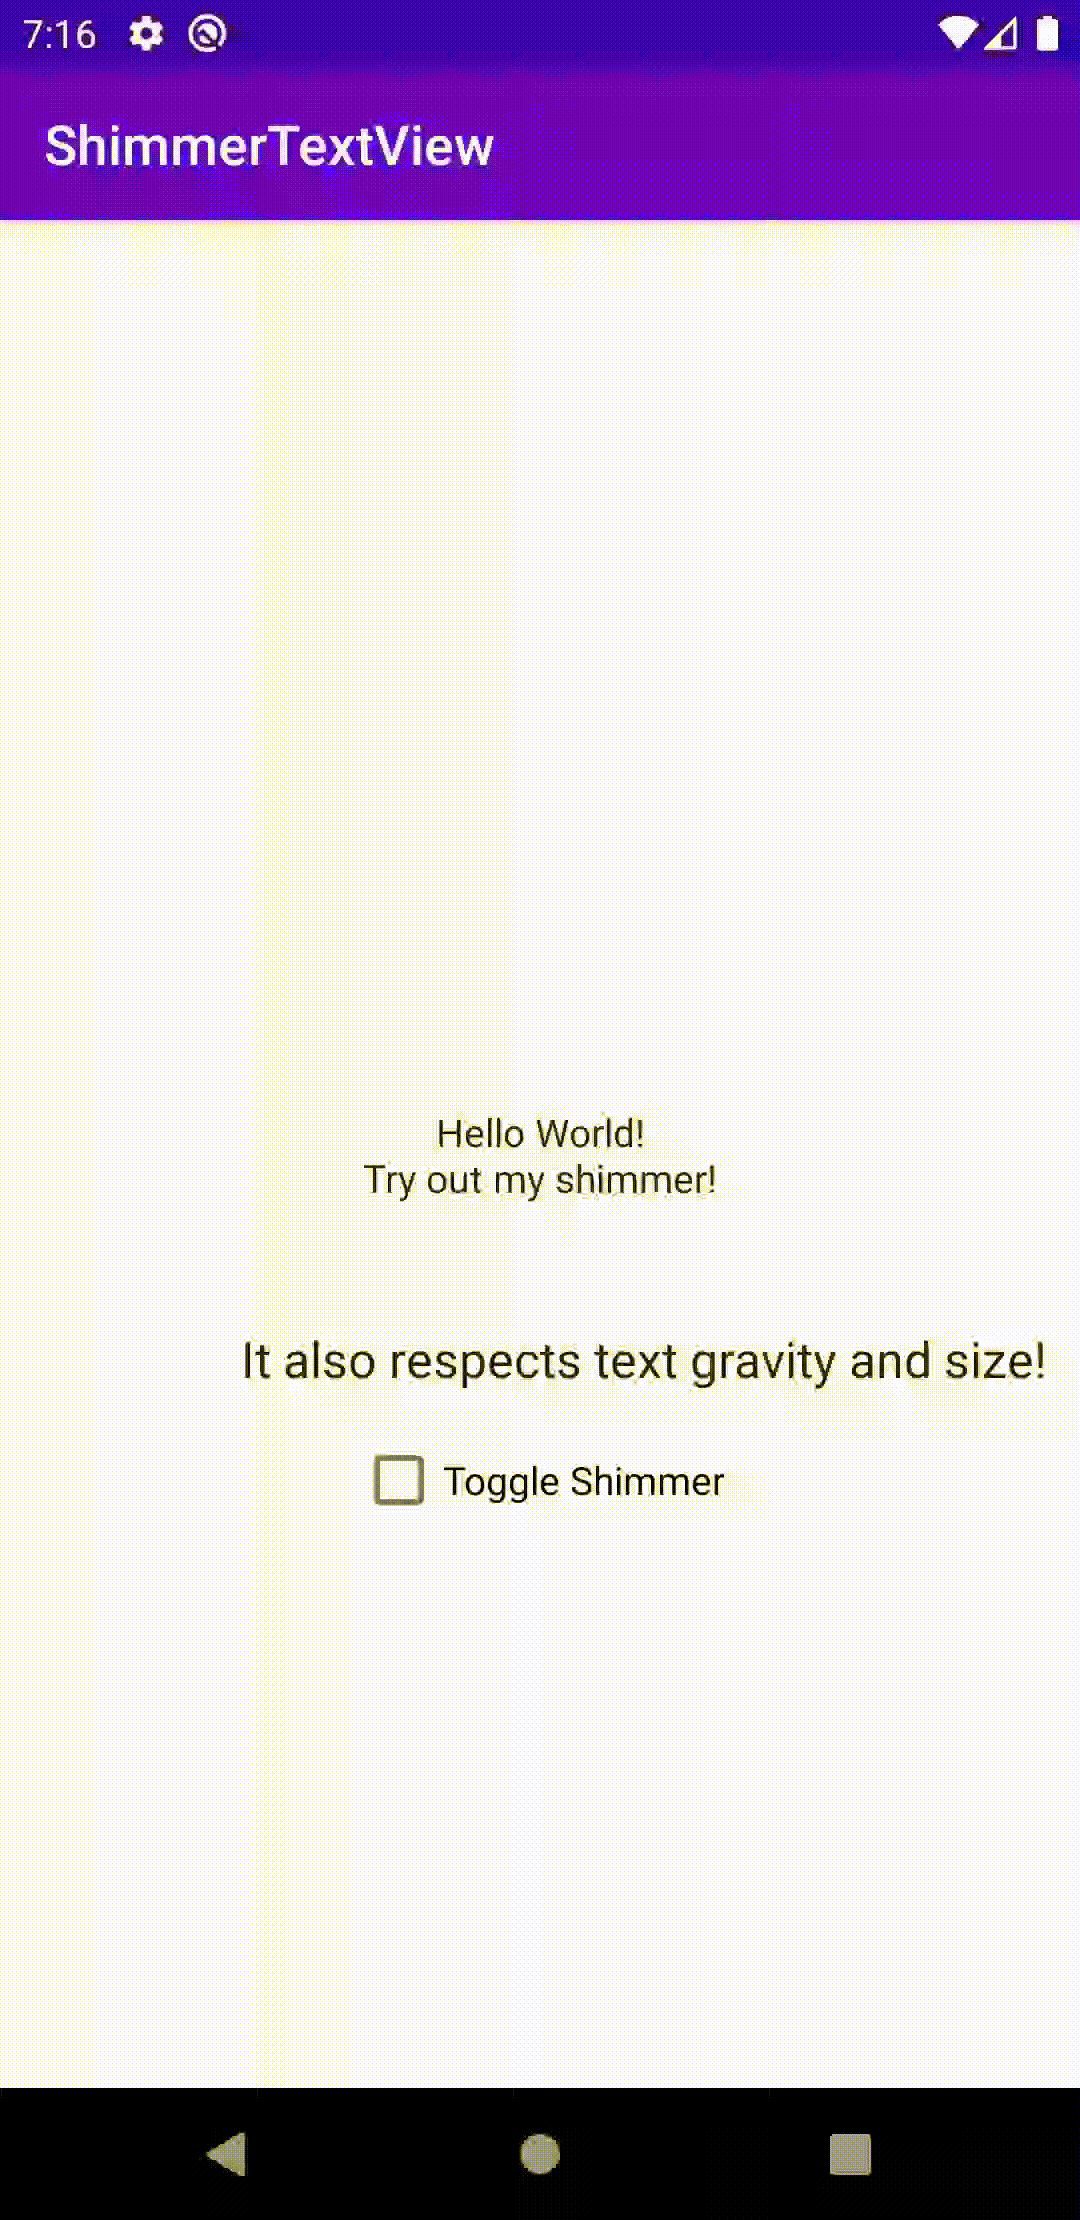 7:16
ShimmerTextView
Hello World!
Try out my shimmer!
It also respects text gravity and size!
Toggle Shimmer